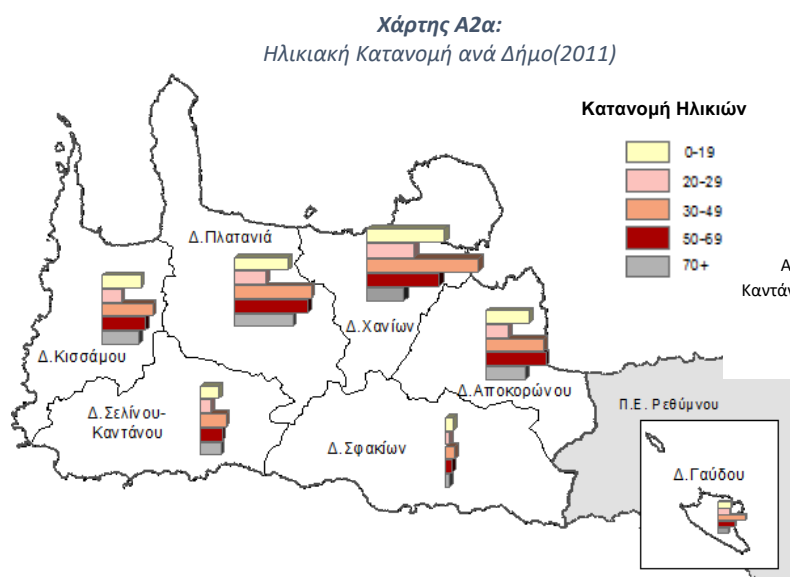 Χάρτης Α2α:
Ηλικιακή Κατανομή ανά Δήμο(2011)
Κατανομή Ηλικιών
0-19
20-29
30-49
50-69
70+
Α
Καντάν
Δ.Πλατανιά
Δ.Χανίων
Δ.Κισσάμου
Δ.Αποκορώνου
Δ.Σελίνου-
Καντάνου
Δ.Σφακίων
Π.Ε. Ρεθύμνου
Δ.Γαύδου